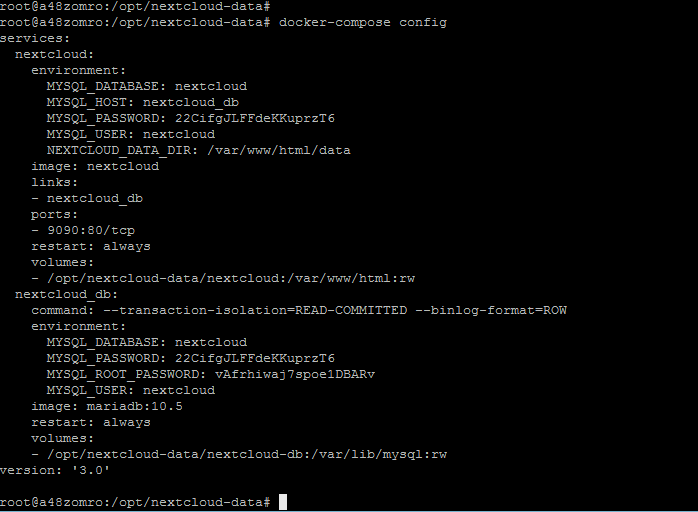 root@a48zomro:/opt/nextcloud-data#
root@a48zomro:/opt/nextcloud-data# docker-compose config
services:
  nextcloud:
    environment:
      MYSQL_DATABASE: nextcloud
      MYSQL_HOST: nextcloud_db
      MYSQL_PASSWORD: 22CifgJLFFdeKKuprzT6
      MYSQL_USER: nextcloud
      NEXTCLOUD_DATA_DIR: /var/www/html/data
    image: nextcloud
    links:
    - nextcloud_db
    ports:
    - 9090:80/tcp
    restart: always
    volumes:
    - /opt/nextcloud-data/nextcloud:/var/www/html:rw
  nextcloud_db:
    command: --transaction-isolation=READ-COMMITTED --binlog-format=ROW
    environment:
      MYSQL_DATABASE: nextcloud
      MYSQL_PASSWORD: 22CifgJLFFdeKKuprzT6
      MYSQL_ROOT_PASSWORD: vAfrhiwaj7spoe1DBARv
      MYSQL_USER: nextcloud
    image: mariadb:10.5
    restart: always
    volumes:
    - /opt/nextcloud-data/nextcloud-db:/var/lib/mysql:rw
version: '3.0'

root@a48zomro:/opt/nextcloud-data#